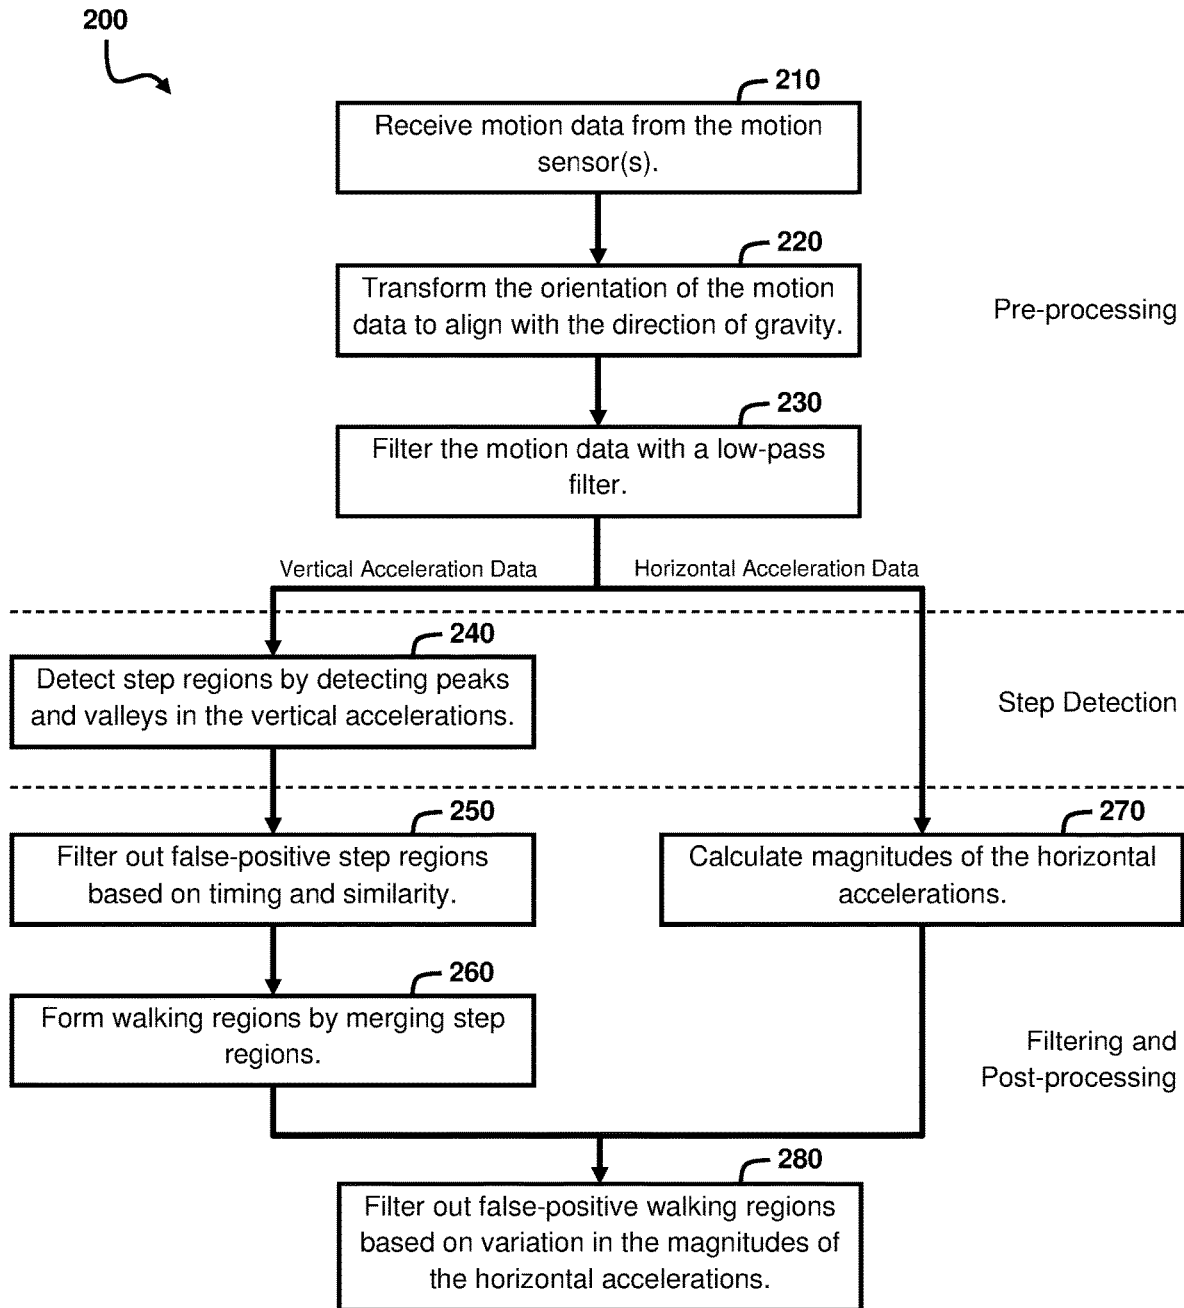 200
210
Receive motion data from the motion
sensor(s).
220
Transform the orientation of the motion
data to align with the direction of gravity.
Pre-processing
230
Filter the motion data with a low-pass
filter.
Vertical Acceleration Data
Horizontal Acceleration Data
240
Detect step regions by detecting peaks
and valleys in the vertical accelerations.
Step Detection
250
Filter out false-positive step regions
based on timing and similarity.
270
Calculate magnitudes of the horizontal
accelerations.
260
Form walking regions by merging step
regions.
Filtering and
Post-processing
280
Filter out false-positive walking regions
based on variation in the magnitudes of
the horizontal accelerations.